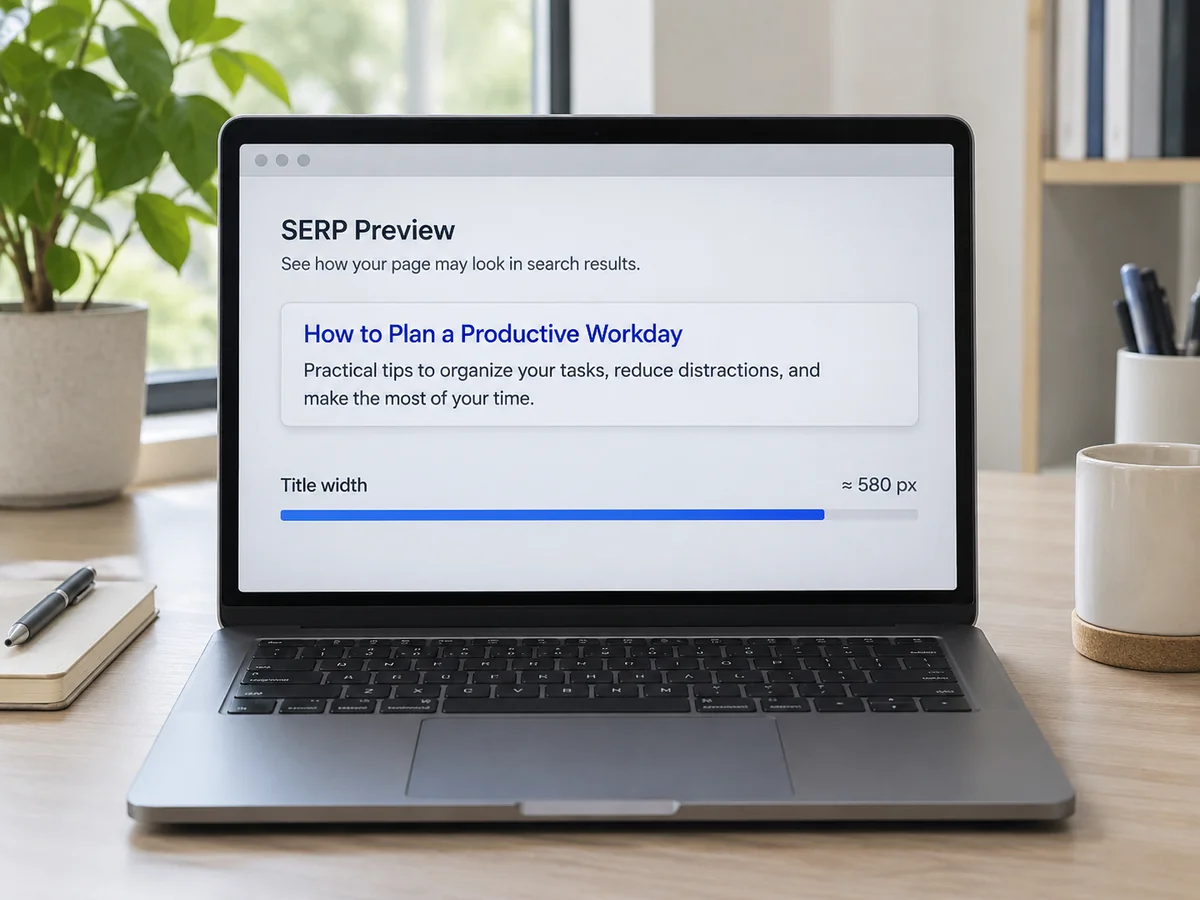 SERP Preview
See how your page may look in search results.
How to Plan a Productive Workday
Practical tips to organize your tasks, reduce distractions, and
make the most of your time.
Title width
≈ 580 px